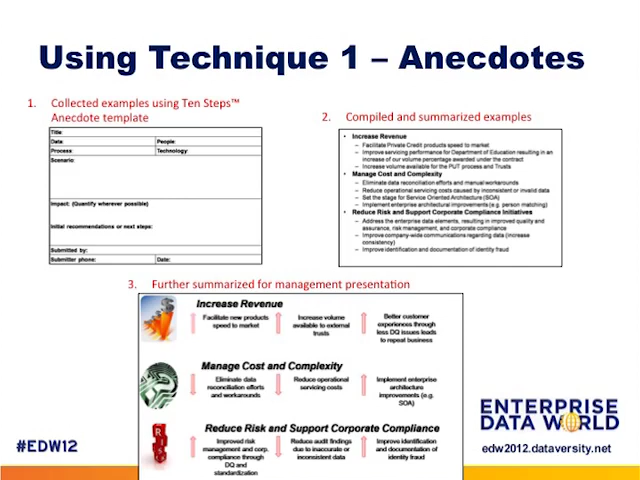 Using Technique 1 – Anecdotes
1. Collected examples using Ten Steps™
Anecdote template
Title:
Data: People:
Process: Technology:
Scenario:
Impact: (Quantify wherever possible)
Initial recommendations or next steps:
Submitted by:
Submitter phone: Date:
2. Compiled and summarized examples
• Increase Revenue
– Facilitate Private Credit products speed to market
– Improve servicing performance for Department of Education resulting in an
increase of our volume percentage awarded under the contract
– Increase volume available for the PUT process and Trusts
• Manage Cost and Complexity
– Eliminate data reconciliation efforts and manual workarounds
– Reduce operational servicing costs caused by inconsistent or invalid data
– Set the stage for Service Oriented Architecture (SOA)
– Implement enterprise architectural improvements (e.g. person matching)
• Reduce Risk and Support Corporate Compliance Initiatives
– Address the enterprise data elements, resulting in improved quality and
assurance, risk management, and corporate compliance
– Improve company-wide communications regarding data (increase
consistency)
– Improve identification and documentation of identity fraud
3. Further summarized for management presentation
Increase Revenue
Facilitate new products
speed to market
Increase volume
available to external
trusts
Better customer
experiences through
less DQ issues leads
to repeat business
Manage Cost and Complexity
Eliminate data
reconciliation efforts
and workarounds
Reduce operational
servicing costs
Implement enterprise
architecture
improvements (e.g.
SOA)
Reduce Risk and Support Corporate Compliance
RISK
Improved risk
management and corp.
compliance through
DQ and
standardization
Reduce audit findings
due to inaccurate or
inconsistent data
Improve identification
and documentation of
identity fraud
#EDW12
ENTERPRISE
DATA WORLD
edw2012.dataversity.net